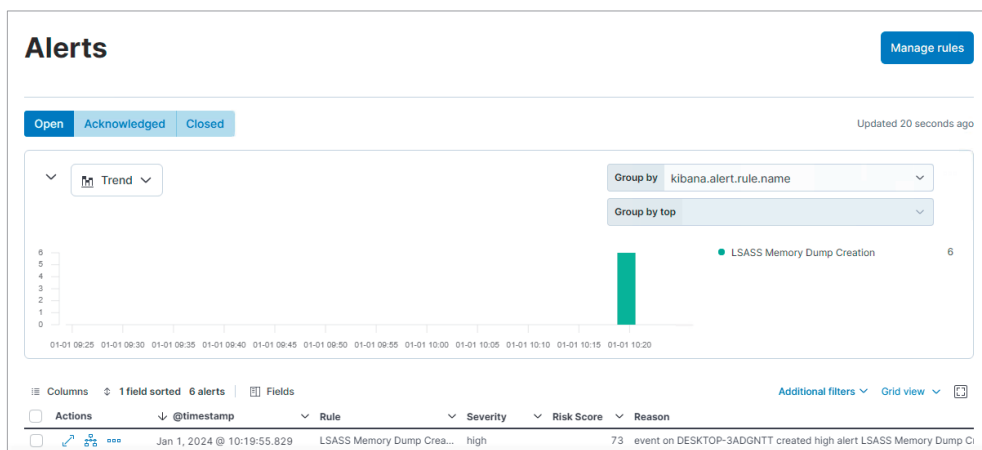 Alerts
Manage rules
Open Acknowledged Closed
Updated 20 seconds ago
Trend
Group by kibana.alert.rule.name
Group by top
LSASS Memory Dump Creation 6
6
5
4
3
2
1
0
01-01 09:25 01-01 09:30 01-01 09:35 01-01 09:40 01-01 09:45 01-01 09:50 01-01 09:55 01-01 10:00 01-01 10:05 01-01 10:10 01-01 10:15 01-01 10:20
Columns 1 field sorted 6 alerts Fields
Additional filters Grid view
Actions @timestamp Rule Severity Risk Score Reason
Jan 1, 2024 @ 10:19:55.829 LSASS Memory Dump Crea... high 73 event on DESKTOP-3ADGNTT created high alert LSASS Memory Dump